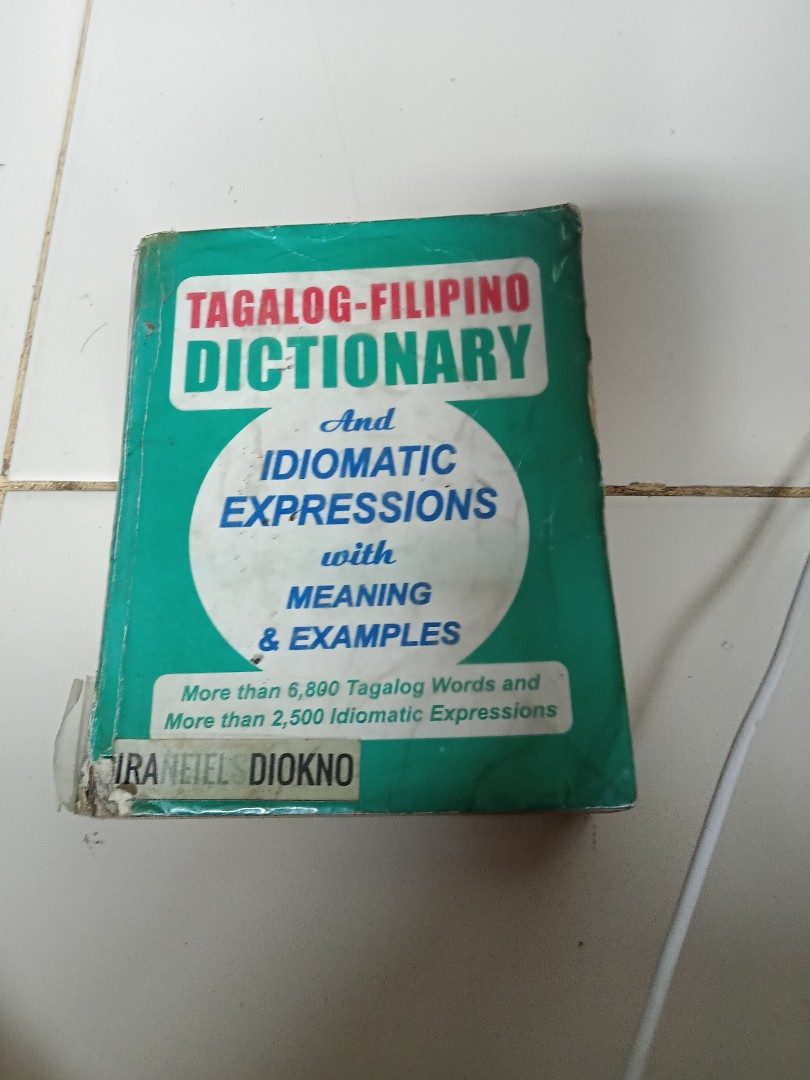 TAGALOG-FILIPINO
DICTIONARY
And
IDIOMATIC
EXPRESSIONS
with
MEANING
& EXAMPLES
More than 6,800 Tagalog Words and
More than 2,500 Idiomatic Expressions
DIOKNO